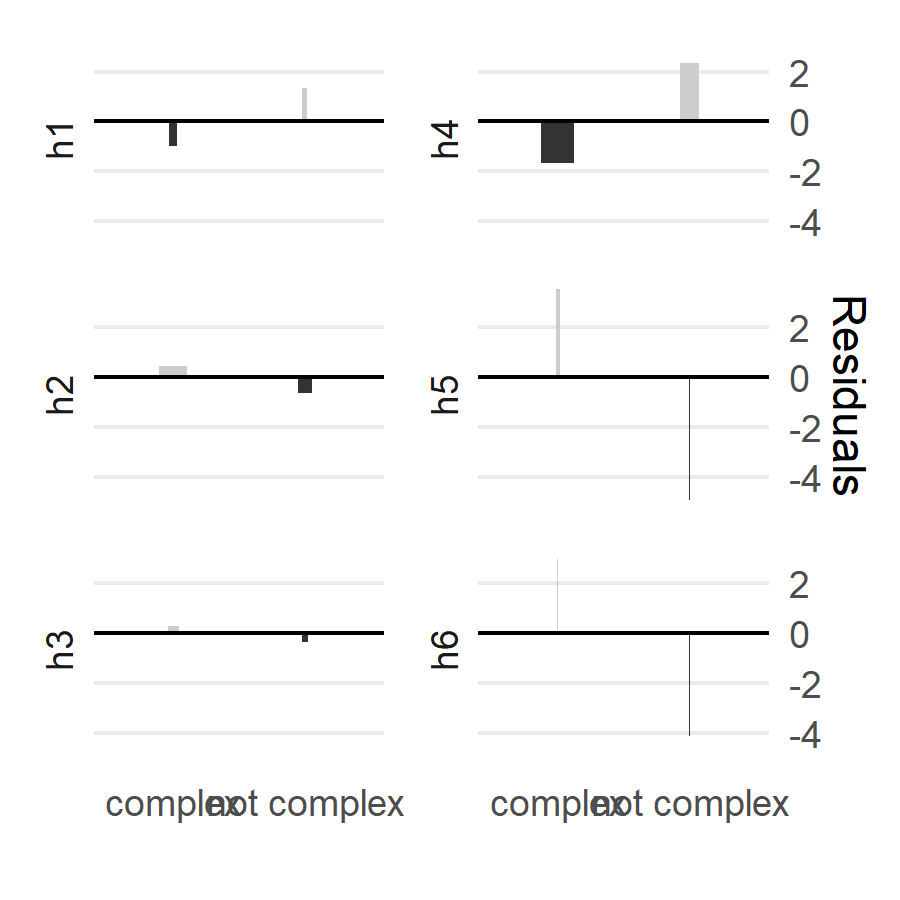 h1
h4
2
0
-2
-4
h2
h5
2
0
-2
-4
Residuals
h3
h6
2
0
-2
-4
complex
not complex
complex
not complex